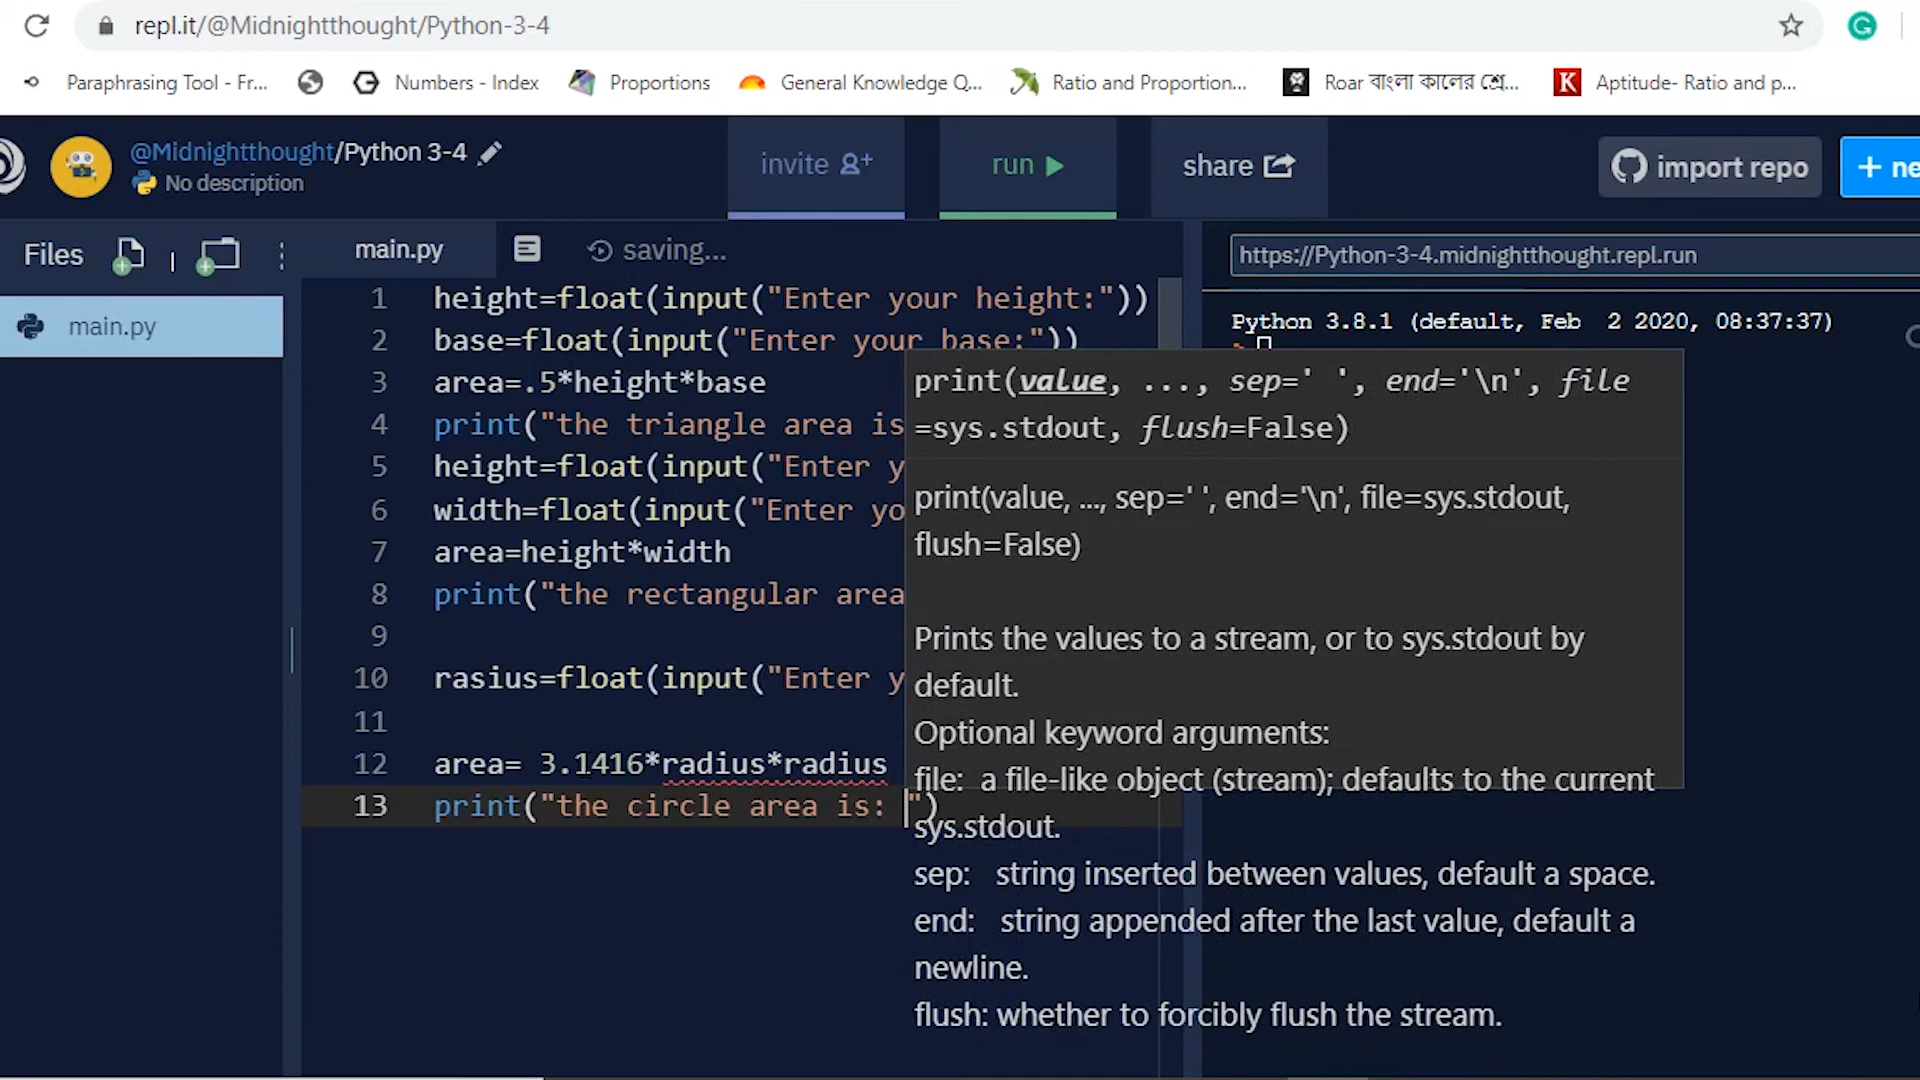 repl.it/@Midnightthought/Python-3-4
Paraphrasing Tool - Fr... Numbers - Index Proportions General Knowledge Q... Ratio and Proportion... Roar বাংলা কালের শ্রে... K Aptitude- Ratio and p...
@Midnightthought/Python 3-4
No description
invite
run
share
import repo
+ ne
Files
main.py
saving...
https://Python-3-4.midnightthought.repl.run
main.py
1 height=float(input("Enter your height:"))
2 base=float(input("Enter your base:"))
3 area=.5*height*base
4 print("the triangle area is
5 height=float(input("Enter y
6 width=float(input("Enter yo
7 area=height*width
8 print("the rectangular area
9
10 rasius=float(input("Enter y
11
12 area= 3.1416*radius*radius
13 print("the circle area is: ")
print(value, ..., sep=' ', end='\n', file
=sys.stdout, flush=False)
print(value, ..., sep=' ', end='\n', file=sys.stdout,
flush=False)
Prints the values to a stream, or to sys.stdout by
default.
Optional keyword arguments:
file: a file-like object (stream); defaults to the current
sys.stdout.
sep: string inserted between values, default a space.
end: string appended after the last value, default a
newline.
flush: whether to forcibly flush the stream.
Python 3.8.1 (default, Feb 2 2020, 08:37:37)